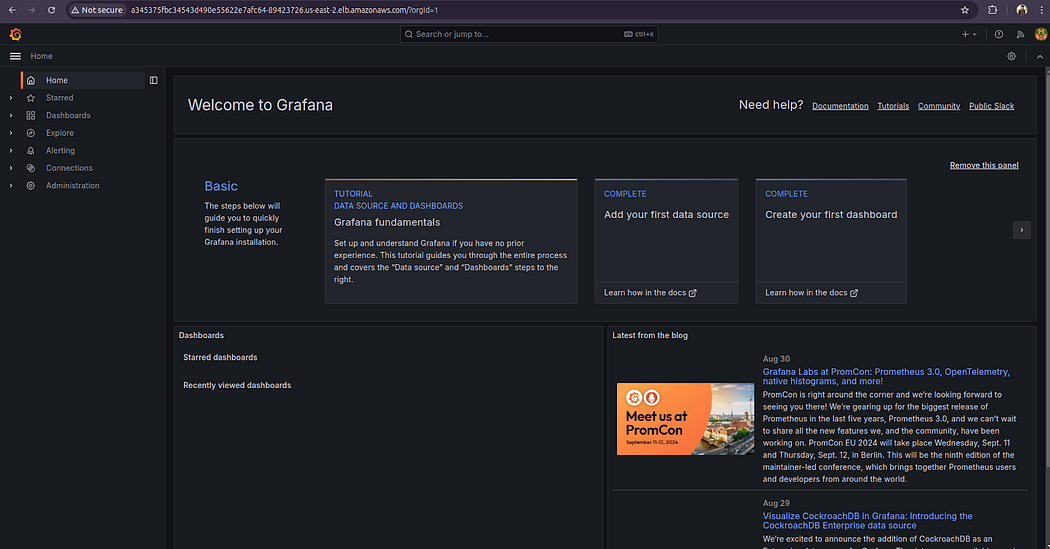 Not secure
a345375fbc34543d490e55622e7afc64-89423726.us-east-2.elb.amazonaws.com/?orgId=1
Search or jump to...
ctrl+k
Home
Home
Starred
Dashboards
Explore
Alerting
Connections
Administration
Welcome to Grafana
Need help?
Documentation
Tutorials
Community
Public Slack
Remove this panel
Basic
The steps below will
guide you to quickly
finish setting up your
Grafana installation.
TUTORIAL
DATA SOURCE AND DASHBOARDS
Grafana fundamentals
Set up and understand Grafana if you have no prior
experience. This tutorial guides you through the entire process
and covers the “Data source” and “Dashboards” steps to the
right.
COMPLETE
Add your first data source
Learn how in the docs
COMPLETE
Create your first dashboard
Learn how in the docs
Dashboards
Starred dashboards
Recently viewed dashboards
Latest from the blog
Meet us at
PromCon
September 11-12, 2024
Aug 30
Grafana Labs at PromCon: Prometheus 3.0, OpenTelemetry,
native histograms, and more!
PromCon is right around the corner and we're looking forward to
seeing you there! We're gearing up for the biggest release of
Prometheus in the last five years, Prometheus 3.0, and we can't wait
to share all the new features we, and the community, have been
working on. PromCon EU 2024 will take place Wednesday, Sept. 11
and Thursday, Sept. 12, in Berlin. This will be the ninth edition of the
maintainer-led conference, which brings together Prometheus users
and developers from around the world.
Aug 29
Visualize CockroachDB in Grafana: Introducing the
CockroachDB Enterprise data source
We're excited to announce the addition of CockroachDB as an